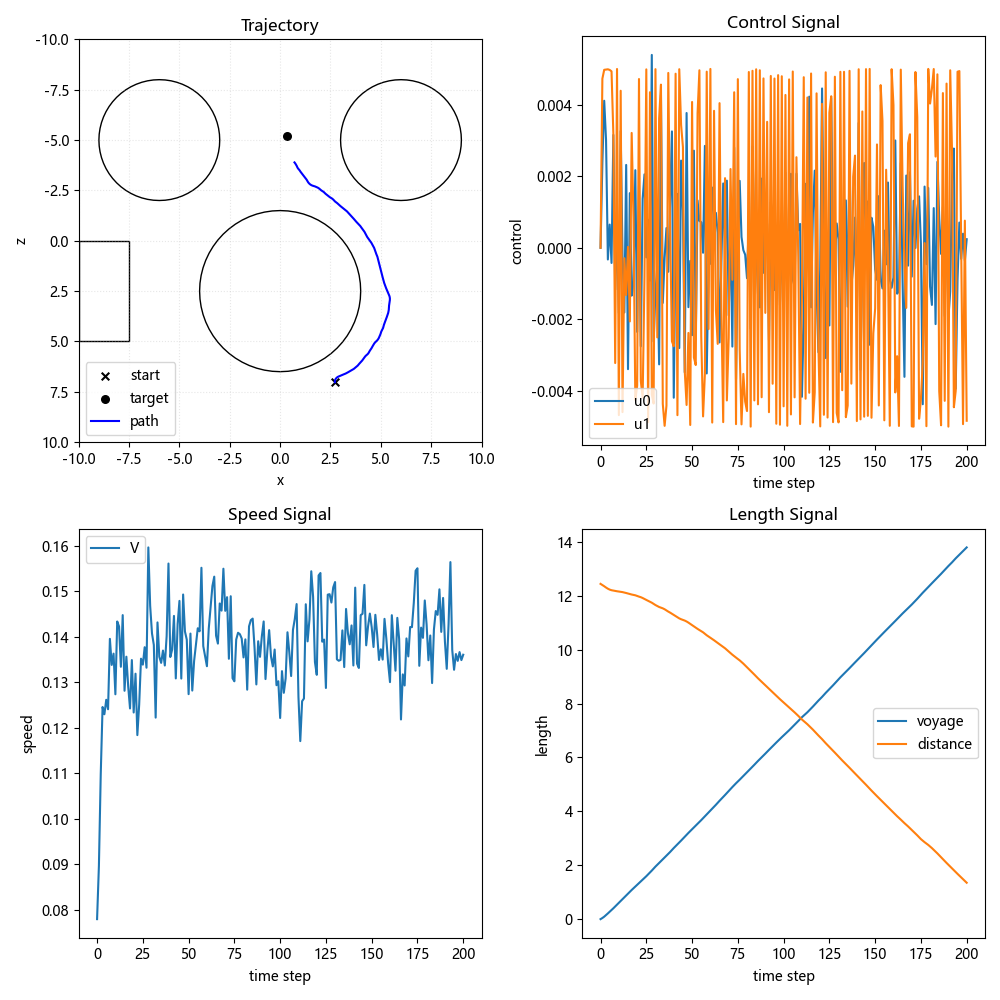 Trajectory
-10.0
-7.5
-5.0
-2.5
0.0
2.5
5.0
7.5
10.0
z
start
target
path
-10.0 -7.5 -5.0 -2.5 0.0 2.5 5.0 7.5 10.0
x
Control Signal
0.004
0.002
0.000
-0.002
-0.004
control
u0
u1
0 25 50 75 100 125 150 175 200
time step
Speed Signal
V
0.16
0.15
0.14
0.13
0.12
0.11
0.10
0.09
0.08
speed
0 25 50 75 100 125 150 175 200
time step
Length Signal
14
12
10
8
6
4
2
0
length
voyage
distance
0 25 50 75 100 125 150 175 200
time step